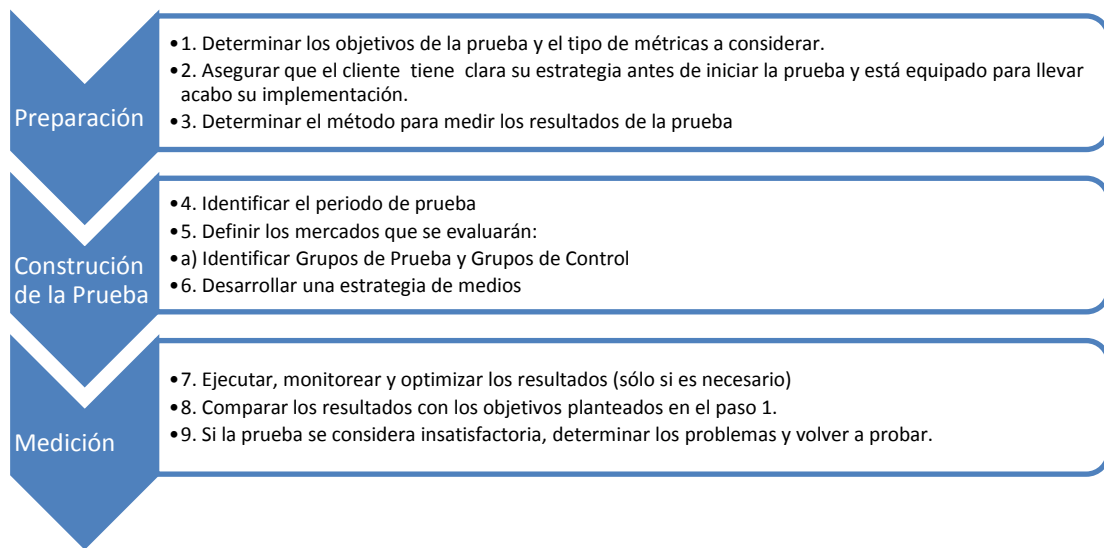 Preparación
•1. Determinar los objetivos de la prueba y el tipo de métricas a considerar.
•2. Asegurar que el cliente tiene clara su estrategia antes de iniciar la prueba y está equipado para llevar
acabo su implementación.
•3. Determinar el método para medir los resultados de la prueba
Construción
de la Prueba
•4. Identificar el periodo de prueba
•5. Definir los mercados que se evaluarán:
•a) Identificar Grupos de Prueba y Grupos de Control
•6. Desarrollar una estrategia de medios
Medición
•7. Ejecutar, monitorear y optimizar los resultados (sólo si es necesario)
•8. Comparar los resultados con los objetivos planteados en el paso 1.
•9. Si la prueba se considera insatisfactoria, determinar los problemas y volver a probar.